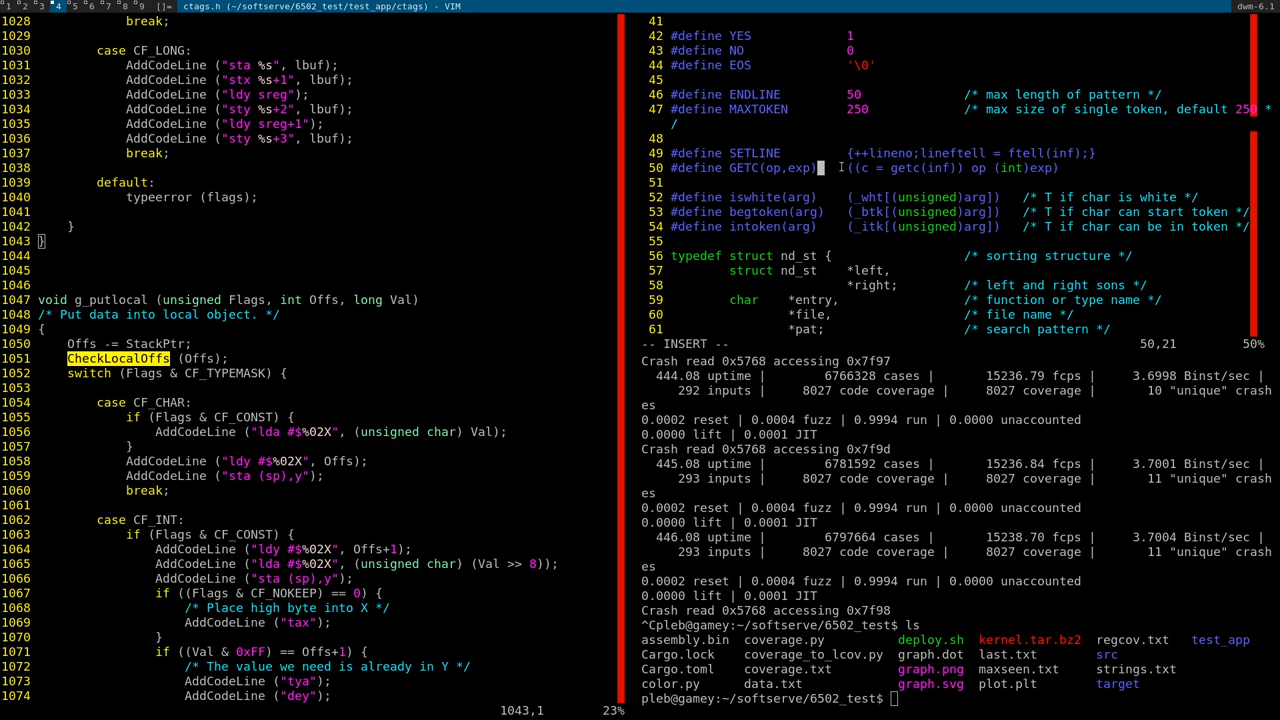 1 2 3 4 5 6 7 8 9 []= ctags.h (~/softserve/6502_test/test_app/ctags) - VIM dwm-6.1
1028 break;
1029
1030 case CF_LONG:
1031 AddCodeLine ("sta %s", lbuf);
1032 AddCodeLine ("stx %s+1", lbuf);
1033 AddCodeLine ("ldy sreg");
1034 AddCodeLine ("sty %s+2", lbuf);
1035 AddCodeLine ("ldy sreg+1");
1036 AddCodeLine ("sty %s+3", lbuf);
1037 break;
1038
1039 default:
1040 typeerror (flags);
1041
1042 }
1043 }
1044
1045
1046
1047 void g_putlocal (unsigned Flags, int Offs, long Val)
1048 /* Put data into local object. */
1049 {
1050 Offs -= StackPtr;
1051 CheckLocalOffs (Offs);
1052 switch (Flags & CF_TYPEMASK) {
1053
1054 case CF_CHAR:
1055 if (Flags & CF_CONST) {
1056 AddCodeLine ("lda #$%02X", (unsigned char) Val);
1057 }
1058 AddCodeLine ("ldy #$%02X", Offs);
1059 AddCodeLine ("sta (sp),y");
1060 break;
1061
1062 case CF_INT:
1063 if (Flags & CF_CONST) {
1064 AddCodeLine ("ldy #$%02X", Offs+1);
1065 AddCodeLine ("lda #$%02X", (unsigned char) (Val >> 8));
1066 AddCodeLine ("sta (sp),y");
1067 if ((Flags & CF_NOKEEP) == 0) {
1068 /* Place high byte into X */
1069 AddCodeLine ("tax");
1070 }
1071 if ((Val & 0xFF) == Offs+1) {
1072 /* The value we need is already in Y */
1073 AddCodeLine ("tya");
1074 AddCodeLine ("dey");
1043,1 23%
41
42 #define YES 1
43 #define NO 0
44 #define EOS '\0'
45
46 #define ENDLINE 50 /* max length of pattern */
47 #define MAXTOKEN 250 /* max size of single token, default 250 *
/
48
49 #define SETLINE {++lineno;lineftell = ftell(inf);}
50 #define GETC(op,exp) ((c = getc(inf)) op (int)exp)
51
52 #define iswhite(arg) (_wht[(unsigned)arg]) /* T if char is white */
53 #define begtoken(arg) (_btk[(unsigned)arg]) /* T if char can start token */
54 #define intoken(arg) (_itk[(unsigned)arg]) /* T if char can be in token */
55
56 typedef struct nd_st { /* sorting structure */
57 struct nd_st *left,
58 *right; /* left and right sons */
59 char *entry, /* function or type name */
60 *file, /* file name */
61 *pat; /* search pattern */
-- INSERT -- 50,21 50%
Crash read 0x5768 accessing 0x7f97
444.08 uptime | 6766328 cases | 15236.79 fcps | 3.6998 Binst/sec |
292 inputs | 8027 code coverage | 8027 coverage | 10 "unique" crash
es
0.0002 reset | 0.0004 fuzz | 0.9994 run | 0.0000 unaccounted
0.0000 lift | 0.0001 JIT
Crash read 0x5768 accessing 0x7f9d
445.08 uptime | 6781592 cases | 15236.84 fcps | 3.7001 Binst/sec |
293 inputs | 8027 code coverage | 8027 coverage | 11 "unique" crash
es
0.0002 reset | 0.0004 fuzz | 0.9994 run | 0.0000 unaccounted
0.0000 lift | 0.0001 JIT
446.08 uptime | 6797664 cases | 15238.70 fcps | 3.7004 Binst/sec |
293 inputs | 8027 code coverage | 8027 coverage | 11 "unique" crash
es
0.0002 reset | 0.0004 fuzz | 0.9994 run | 0.0000 unaccounted
0.0000 lift | 0.0001 JIT
Crash read 0x5768 accessing 0x7f98
^Cpleb@gamey:~/softserve/6502_test$ ls
assembly.bin coverage.py deploy.sh kernel.tar.bz2 regcov.txt test_app
Cargo.lock coverage_to_lcov.py graph.dot last.txt src
Cargo.toml coverage.txt graph.png maxseen.txt strings.txt
color.py data.txt graph.svg plot.plt target
pleb@gamey:~/softserve/6502_test$